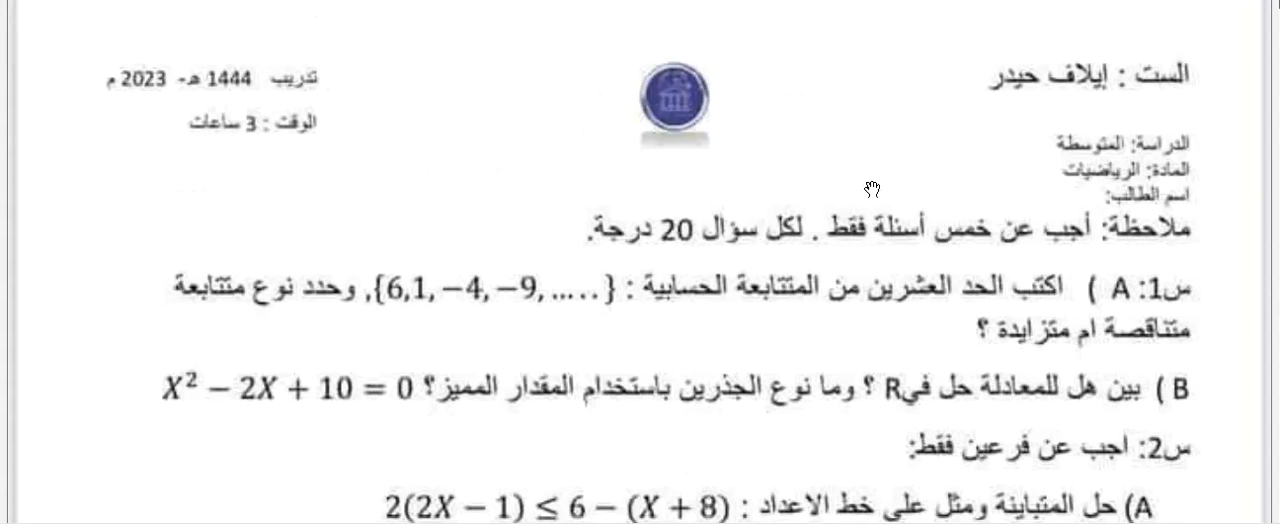 الست : إيلاف حيدر
تدريب 1444 هـ- 2023 م
الوقت : 3 ساعات
الدراسة: المتوسطة
المادة: الرياضيات
اسم الطالب:
ملاحظة: أجب عن خمس أسئلة فقط . لكل سؤال 20 درجة.
س1: A ) اكتب الحد العشرين من المتتابعة الحسابية : {6,1, −4, −9, …..}, وحدد نوع متتابعة
متناقصة ام متزايدة ؟
B ) بين هل للمعادلة حل في R ؟ وما نوع الجذرين باستخدام المقدار المميز؟ X² − 2X + 10 = 0
س2: اجب عن فرعين فقط:
A) حل المتباينة ومثل على خط الاعداد : 2(2X − 1) ≤ 6 − (X + 8)